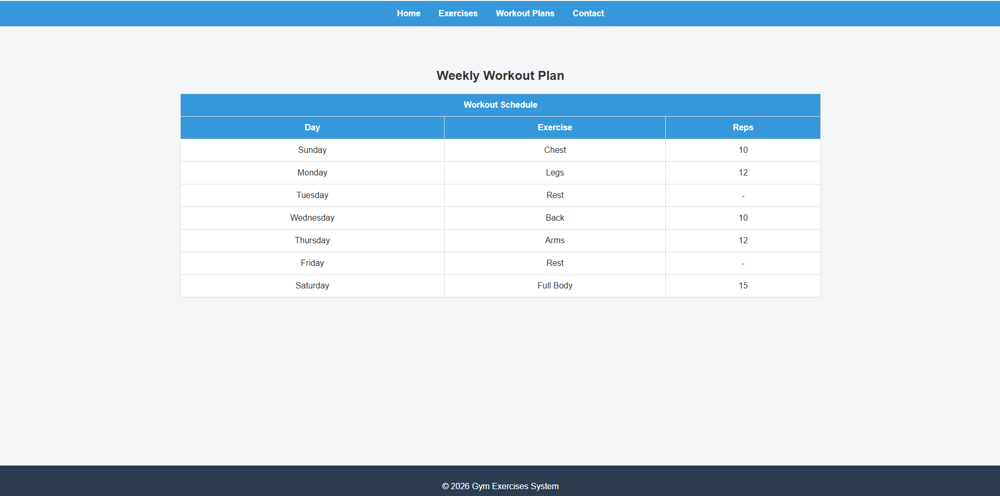 Home Exercises Workout Plans Contact
Weekly Workout Plan
Workout Schedule
Day Exercise Reps
Sunday Chest 10
Monday Legs 12
Tuesday Rest -
Wednesday Back 10
Thursday Arms 12
Friday Rest -
Saturday Full Body 15
© 2026 Gym Exercises System